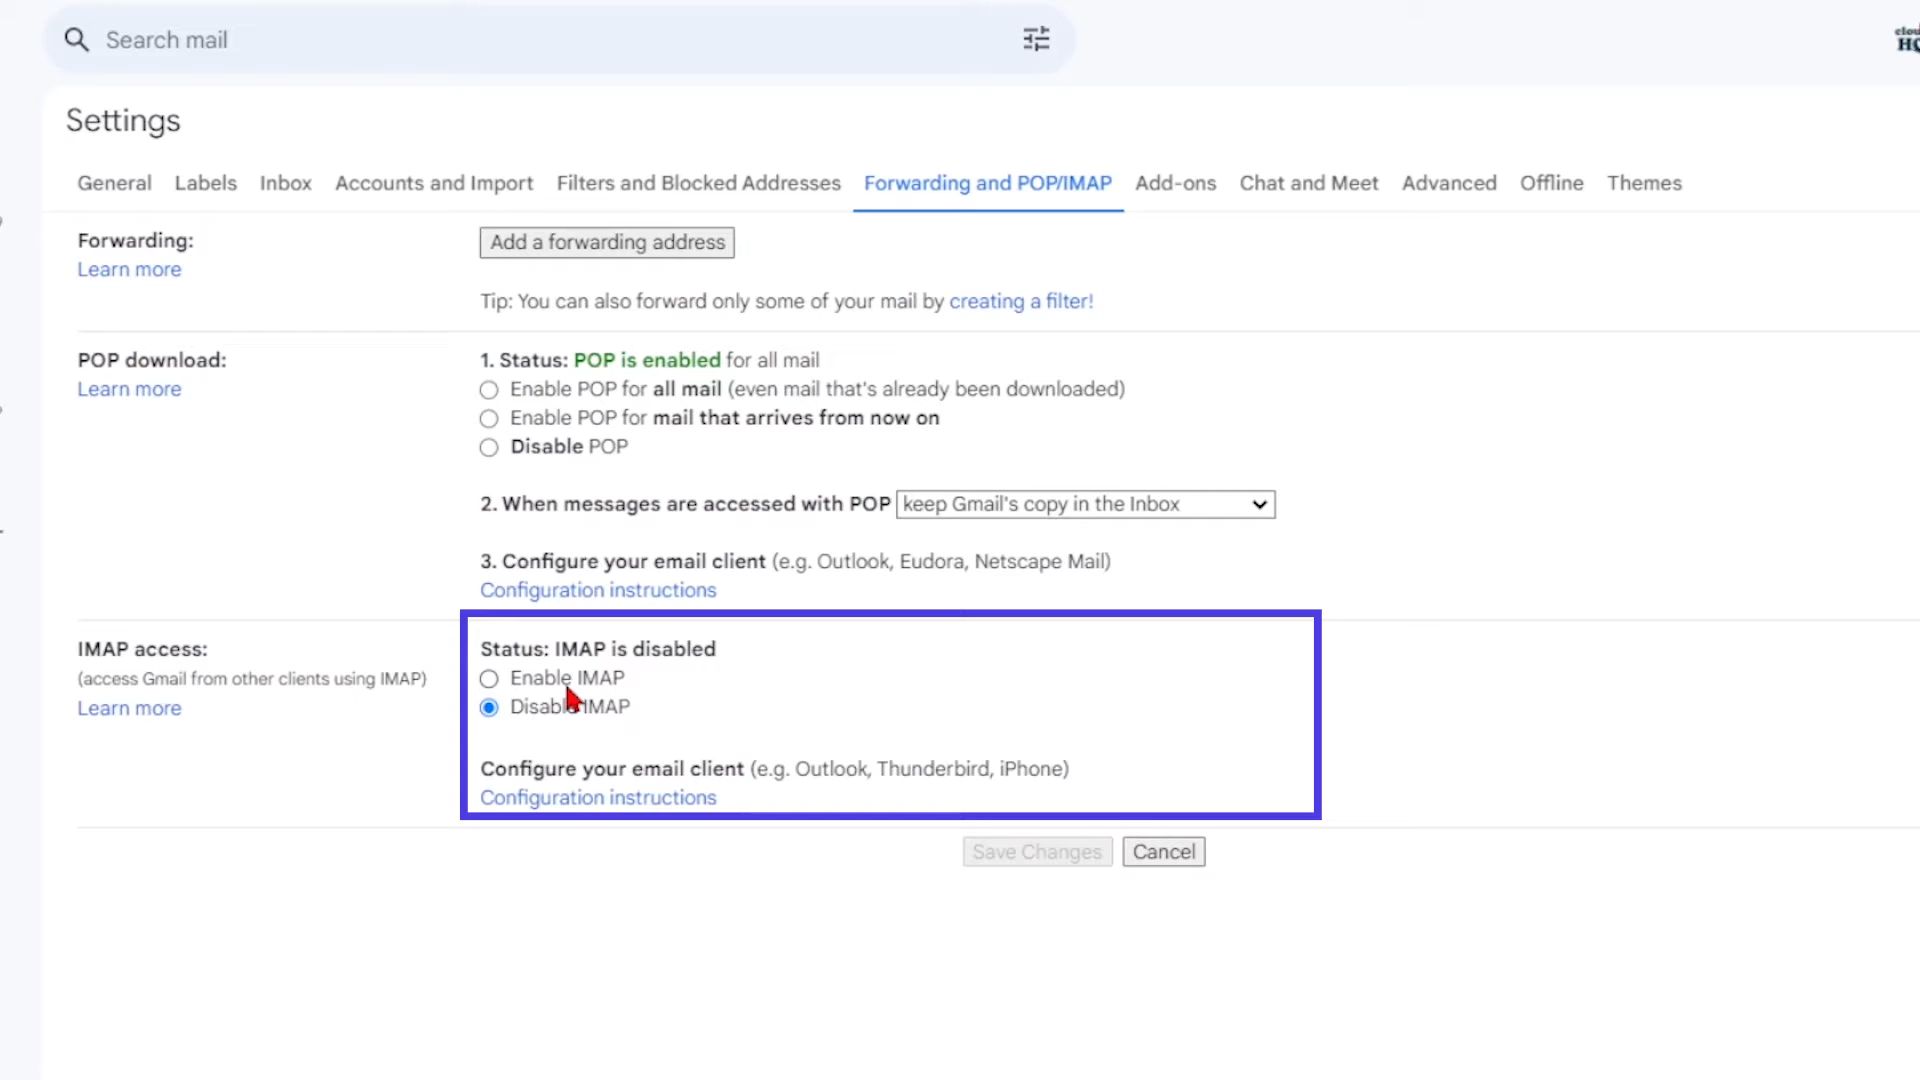 Search mail
Settings
General Labels Inbox Accounts and Import Filters and Blocked Addresses Forwarding and POP/IMAP Add-ons Chat and Meet Advanced Offline Themes
Forwarding:
Learn more
Add a forwarding address
Tip: You can also forward only some of your mail by creating a filter!
POP download:
Learn more
1. Status: POP is enabled for all mail
Enable POP for all mail (even mail that's already been downloaded)
Enable POP for mail that arrives from now on
Disable POP
2. When messages are accessed with POP keep Gmail's copy in the Inbox
3. Configure your email client (e.g. Outlook, Eudora, Netscape Mail)
Configuration instructions
IMAP access:
(access Gmail from other clients using IMAP)
Learn more
Status: IMAP is disabled
Enable IMAP
Disable IMAP
Configure your email client (e.g. Outlook, Thunderbird, iPhone)
Configuration instructions
Save Changes Cancel